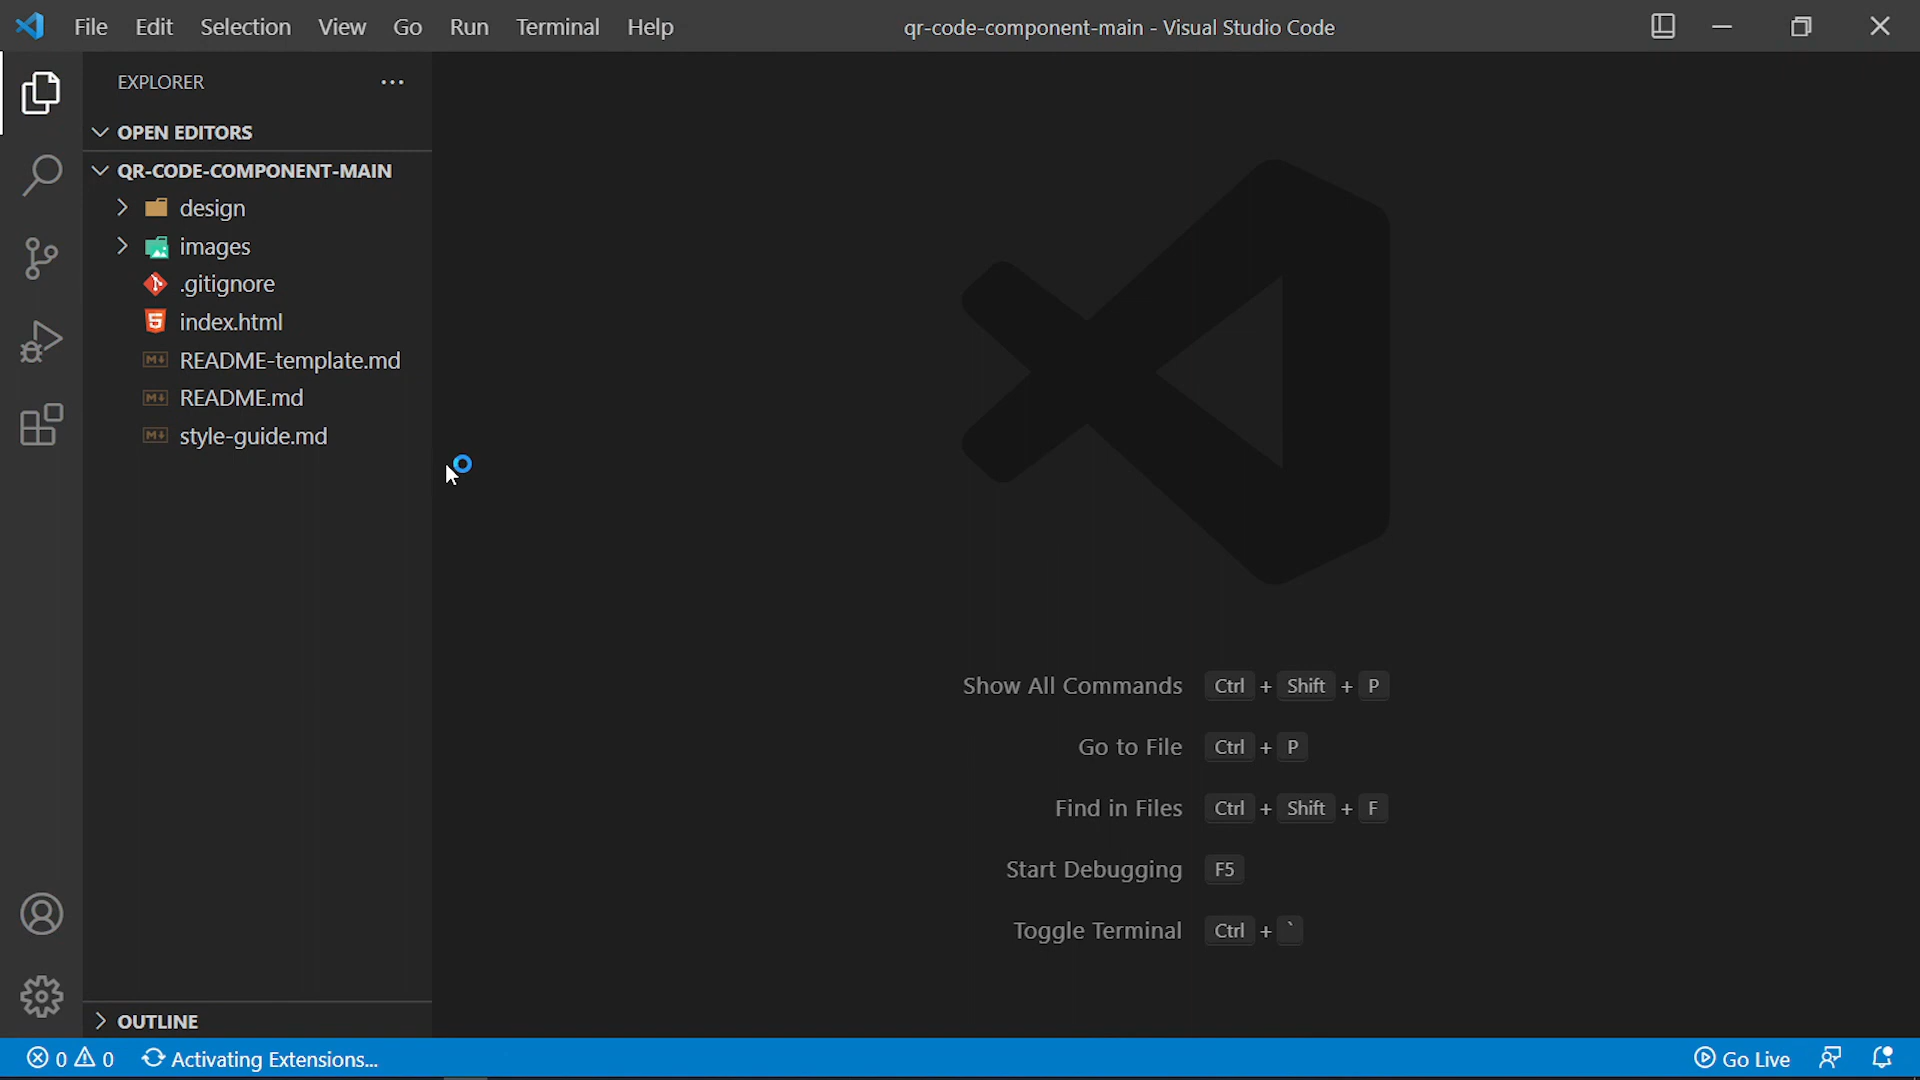 File Edit Selection View Go Run Terminal Help
qr-code-component-main - Visual Studio Code
EXPLORER ...
OPEN EDITORS
QR-CODE-COMPONENT-MAIN
design
images
.gitignore
index.html
README-template.md
README.md
style-guide.md
OUTLINE
Show All Commands Ctrl + Shift + P
Go to File Ctrl + P
Find in Files Ctrl + Shift + F
Start Debugging F5
Toggle Terminal Ctrl + `
0 0 Activating Extensions... Go Live